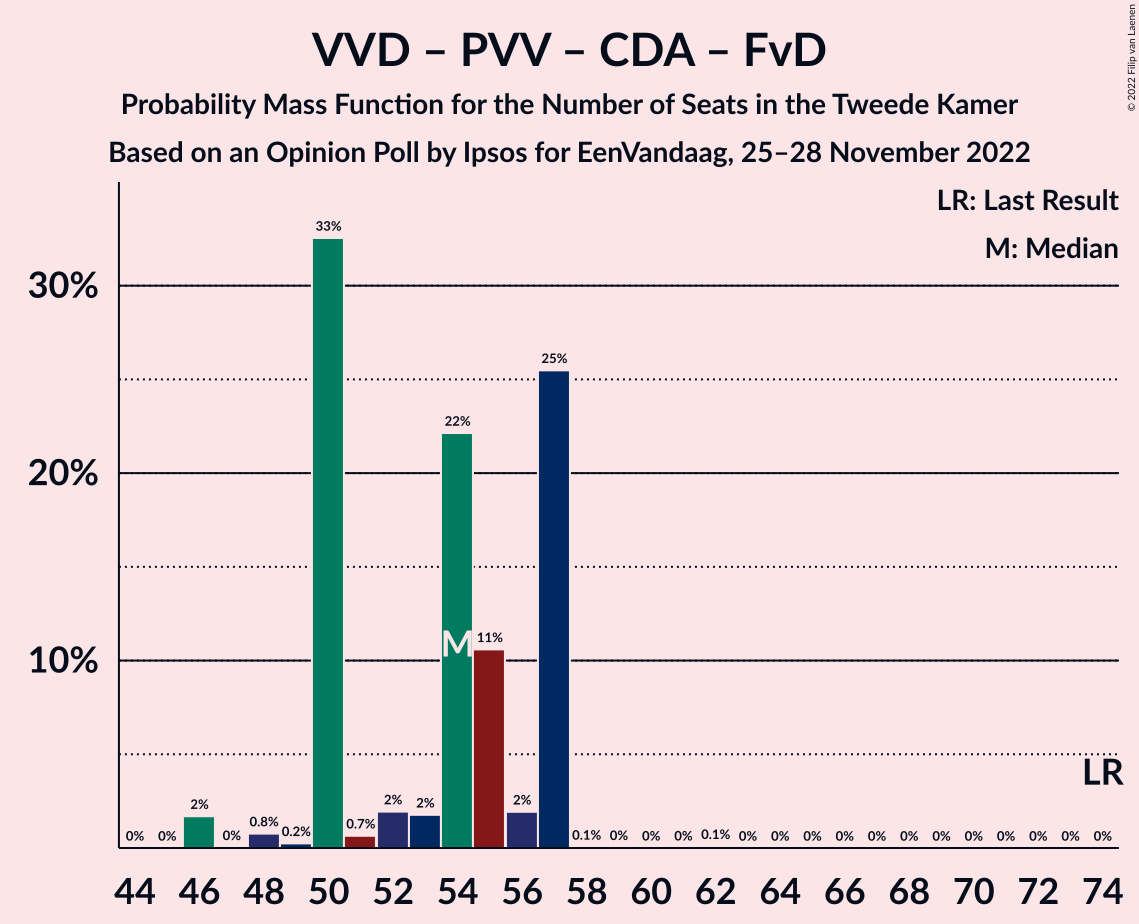 VVD – PVV – CDA – FvD
Probability Mass Function for the Number of Seats in the Tweede Kamer
Based on an Opinion Poll by Ipsos for EenVandaag, 25–28 November 2022
© 2022 Filip van Laenen
LR: Last Result
M: Median
30%
20%
10%
0% 0% 2% 0% 0.8% 0.2% 33% 0.7% 2% 2% 22% 11% 2% 25% 0.1% 0% 0% 0% 0.1% 0% 0% 0% 0% 0% 0% 0% 0% 0% 0% 0% 0%
M
LR
44 46 48 50 52 54 56 58 60 62 64 66 68 70 72 74